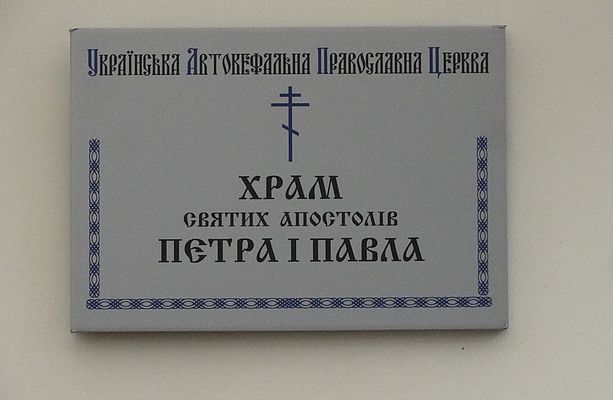 Українська Автокефальна Православна Церква
ХРАМ
СВЯТИХ АПОСТОЛІВ
ПЕТРА І ПАВЛА